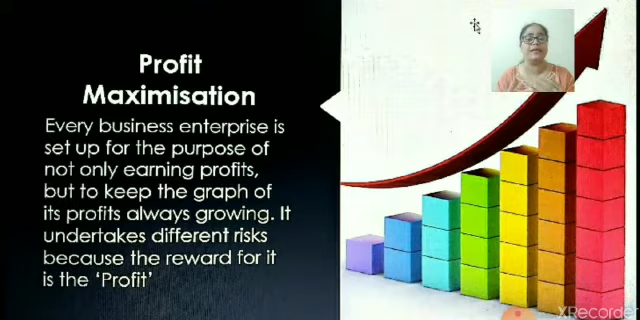 Profit
Maximisation
Every business enterprise is
set up for the purpose of
not only earning profits,
but to keep the graph of
its profits always growing. It
undertakes different risks
because the reward for it
is the 'Profit'
XRecorder